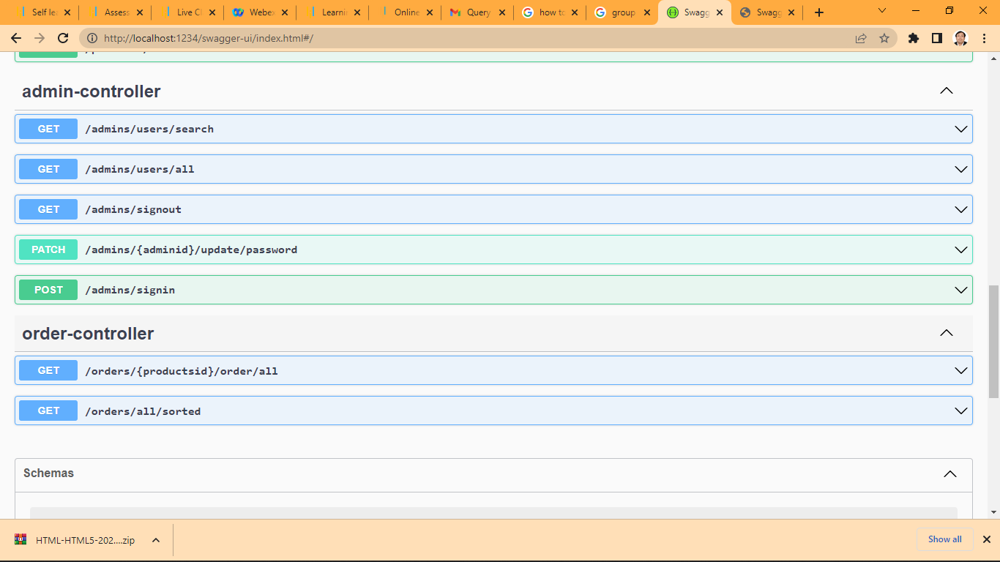 Self le Assess Live Cl Webex Learnin Online Query how to group Swagg Swagg
http://localhost:1234/swagger-ui/index.html#/
admin-controller
GET /admins/users/search
GET /admins/users/all
GET /admins/signout
PATCH /admins/{adminid}/update/password
POST /admins/signin
order-controller
GET /orders/{productsid}/order/all
GET /orders/all/sorted
Schemas
HTML-HTML5-202....zip
Show all